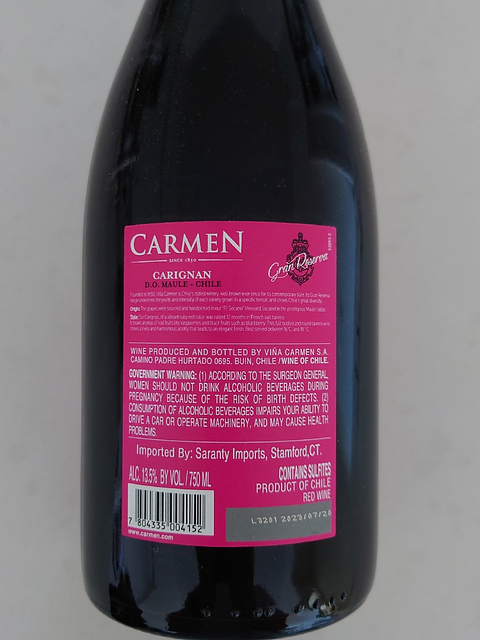 CARMEN
SINCE 1850
Gran Reserva
CARIGNAN
D.O. MAULE - CHILE
WINE PRODUCED AND BOTTLED BY VIÑA CARMEN S.A.
CAMINO PADRE HURTADO 0695. BUIN, CHILE / WINE OF CHILE.
GOVERNMENT WARNING: (1) ACCORDING TO THE SURGEON GENERAL,
WOMEN SHOULD NOT DRINK ALCOHOLIC BEVERAGES DURING
PREGNANCY BECAUSE OF THE RISK OF BIRTH DEFECTS. (2)
CONSUMPTION OF ALCOHOLIC BEVERAGES IMPAIRS YOUR ABILITY TO
DRIVE A CAR OR OPERATE MACHINERY, AND MAY CAUSE HEALTH
PROBLEMS.
Imported By: Saranty Imports, Stamford,CT.
ALC. 13.5% BY VOL. / 750 ML
CONTAINS SULFITES
PRODUCT OF CHILE
RED WINE
7 804335 004152
L3201 2023/07/20
www.carmen.com